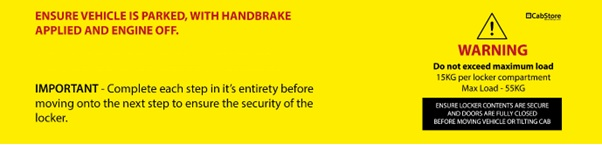 ENSURE VEHICLE IS PARKED, WITH HANDBRAKE
APPLIED AND ENGINE OFF.
IMPORTANT - Complete each step in it's entirety before
moving onto the next step to ensure the security of the
locker.
CabStore
WARNING
Do not exceed maximum load
15KG per locker compartment
Max Load - 55KG
ENSURE LOCKER CONTENTS ARE SECURE
AND DOORS ARE FULLY CLOSED
BEFORE MOVING VEHICLE OR TILTING CAB